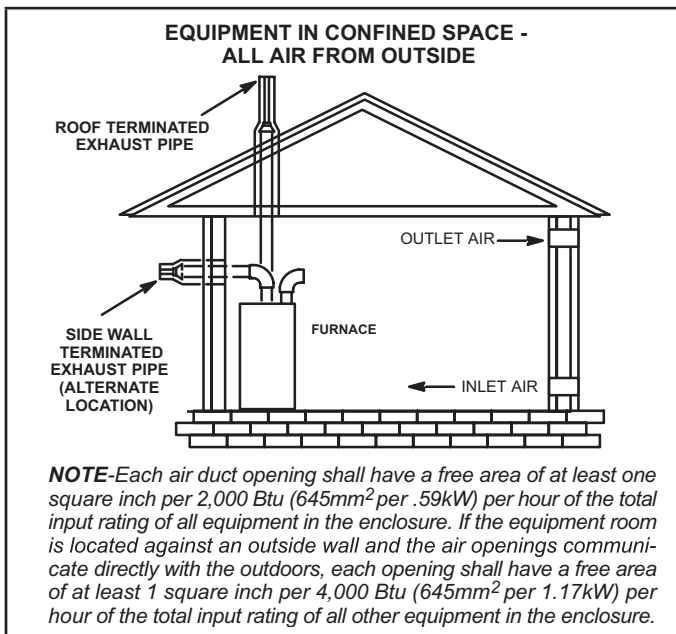 EQUIPMENT IN CONFINED SPACE -
ALL AIR FROM OUTSIDE
ROOF TERMINATED
EXHAUST PIPE
OUTLET AIR
SIDE WALL
TERMINATED
EXHAUST PIPE
(ALTERNATE
LOCATION)
FURNACE
INLET AIR
NOTE-Each air duct opening shall have a free area of at least one
square inch per 2,000 Btu (645mm² per .59kW) per hour of the total
input rating of all equipment in the enclosure. If the equipment room
is located against an outside wall and the air openings communi-
cate directly with the outdoors, each opening shall have a free area
of at least 1 square inch per 4,000 Btu (645mm² per 1.17kW) per
hour of the total input rating of all other equipment in the enclosure.